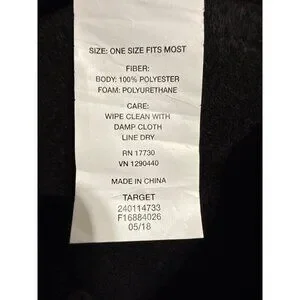 SIZE: ONE SIZE FITS MOST
FIBER:
BODY: 100% POLYESTER
FOAM: POLYURETHANE
CARE:
WIPE CLEAN WITH
DAMP CLOTH
LINE DRY
RN 17730
VN 1290440
MADE IN CHINA
TARGET
240114733
F16884026
05/18